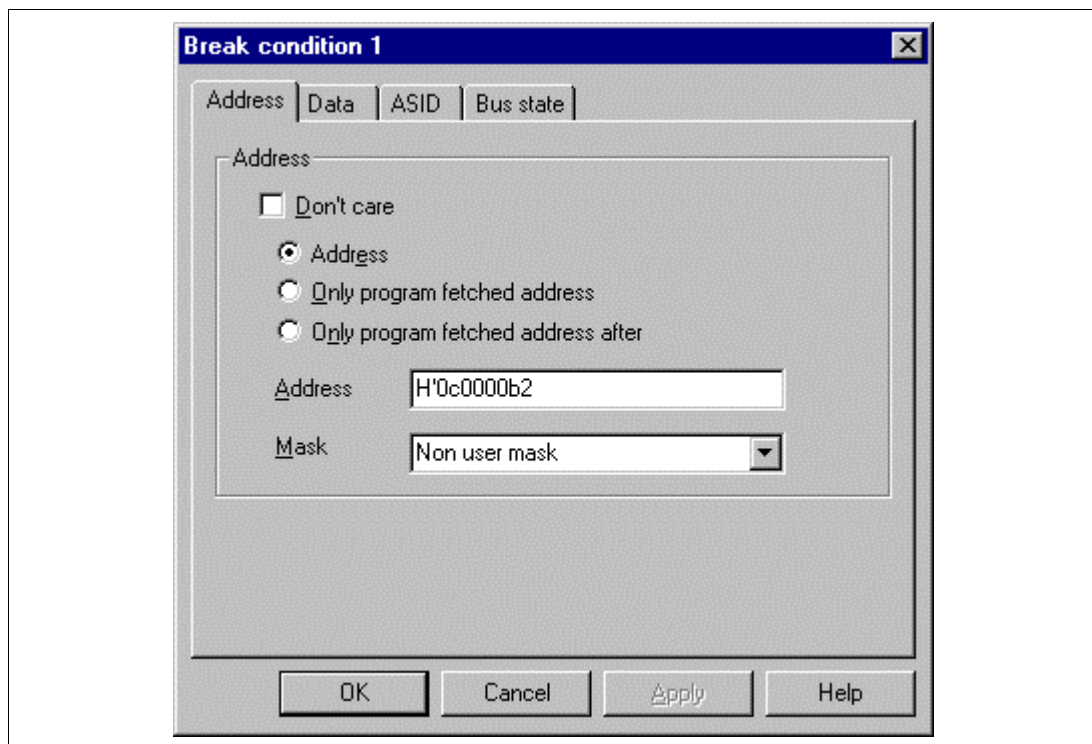 Break condition 1
Address Data ASID Bus state
Address
Don't care
Address
Only program fetched address
Only program fetched address after
Address H'0c0000b2
Mask Non user mask
OK Cancel Apply Help